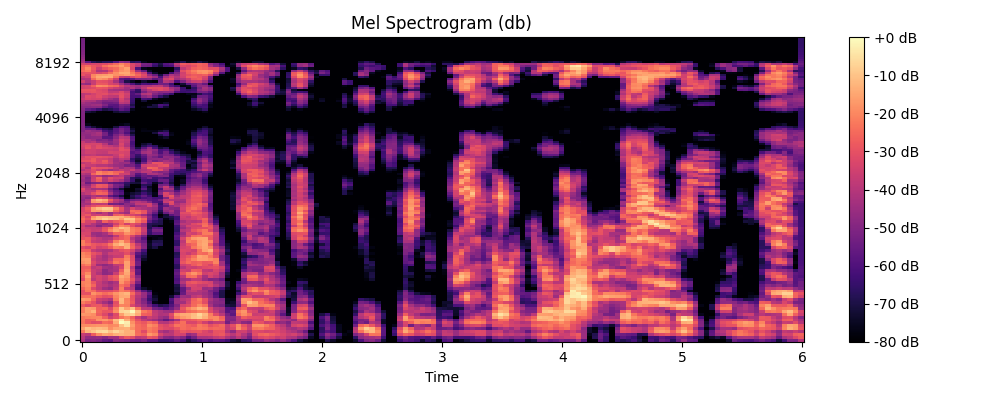 Mel Spectrogram (db)
8192
4096
2048
1024
512
0
Hz
0 1 2 3 4 5 6
Time
+0 dB
-10 dB
-20 dB
-30 dB
-40 dB
-50 dB
-60 dB
-70 dB
-80 dB